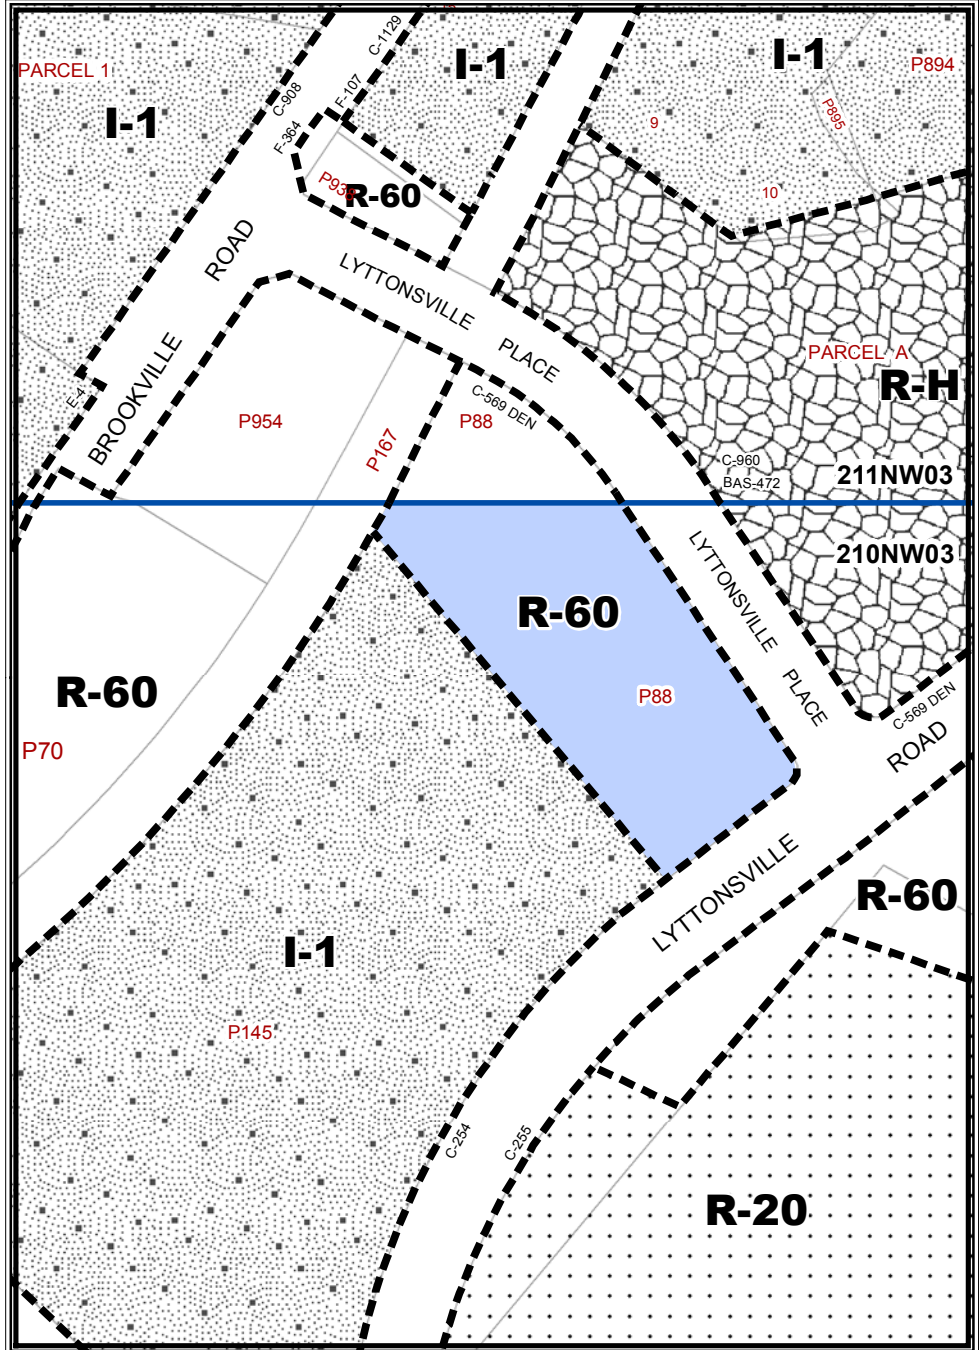 C-1129
I-1
I-1
PARCEL 1
P894
C-908
F-107
I-1
9
P895
F-364
P93
R-60
10
ROAD
LYTTONSVILLE
PLACE
PARCEL A
BROOKVILLE
R-H
E-4
C-569 DEN
P954
P88
P167
C-960
BAS-472
211NW03
210NW03
LYTTONSVILLE
R-60
R-60
P88
PLACE
C-569 DEN
P70
ROAD
LYTTONSVILLE
R-60
I-1
P145
C-254
C-255
R-20